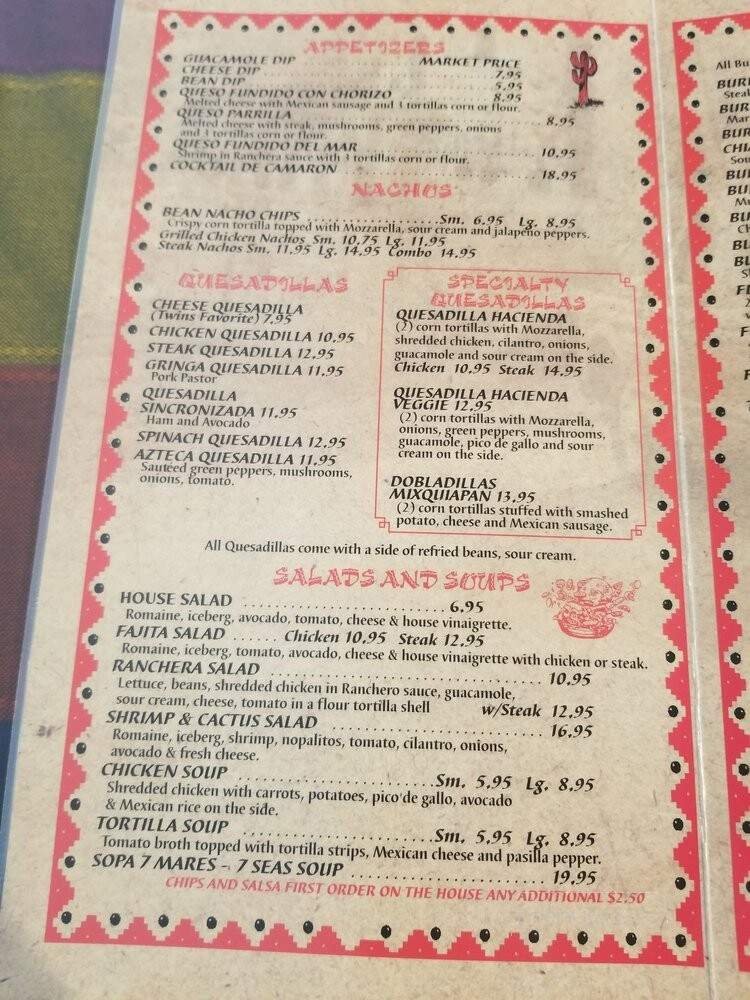 APPETIZERS
GUACAMOLE DIP MARKET PRICE
CHEESE DIP 7.95
BEAN DIP 5.95
QUESO FUNDIDO CON CHORIZO 8.95
Melted cheese with Mexican sausage and 3 tortillas corn or flour.
QUESO PARRILLA 8.95
Melted cheese with steak, mushrooms, green peppers, onions
and 3 tortillas corn or flour.
QUESO FUNDIDO DEL MAR 10.95
Shrimp in Ranchera sauce with 3 tortillas corn or flour.
COCKTAIL DE CAMARON 18.95
NACHOS
BEAN NACHO CHIPS Sm. 6.95 Lg. 8.95
Crispy corn tortilla topped with Mozzarella, sour cream and jalapeño peppers.
Grilled Chicken Nachos Sm. 10.75 Lg. 11.95
Steak Nachos Sm. 11.95 Lg. 14.95 Combo 14.95
QUESADILLAS
CHEESE QUESADILLA
(Twins Favorite) 7.95
CHICKEN QUESADILLA 10.95
STEAK QUESADILLA 12.95
GRINGA QUESADILLA 11.95
Pork Pastor
QUESADILLA
SINCRONIZADA 11.95
Ham and Avocado
SPINACH QUESADILLA 12.95
AZTECA QUESADILLA 11.95
Sautéed green peppers, mushrooms,
onions, tomato.
SPECIALTY
QUESADILLAS
QUESADILLA HACIENDA
(2) corn tortillas with Mozzarella,
shredded chicken, cilantro, onions,
guacamole and sour cream on the side.
Chicken 10.95 Steak 14.95
QUESADILLA HACIENDA
VEGGIE 12.95
(2) corn tortillas with Mozzarella,
onions, green peppers, mushrooms,
guacamole, pico de gallo and sour
cream on the side.
DOBLADILLAS
MIXQUIAPAN 13.95
(2) corn tortillas stuffed with smashed
potato, cheese and Mexican sausage.
All Quesadillas come with a side of refried beans, sour cream.
SALADS AND SOUPS
HOUSE SALAD 6.95
Romaine, iceberg, avocado, tomato, cheese & house vinaigrette.
FAJITA SALAD Chicken 10.95 Steak 12.95
Romaine, iceberg, tomato, avocado, cheese & house vinaigrette with chicken or steak.
RANCHERA SALAD 10.95
Lettuce, beans, shredded chicken in Ranchero sauce, guacamole,
sour cream, cheese, tomato in a flour tortilla shell w/Steak 12.95
SHRIMP & CACTUS SALAD 16.95
Romaine, iceberg, shrimp, nopalitos, tomato, cilantro, onions,
avocado & fresh cheese.
CHICKEN SOUP Sm. 5.95 Lg. 8.95
Shredded chicken with carrots, potatoes, pico de gallo, avocado
& Mexican rice on the side.
TORTILLA SOUP Sm. 5.95 Lg. 8.95
Tomato broth topped with tortilla strips, Mexican cheese and pasilla pepper.
SOPA 7 MARES - 7 SEAS SOUP 19.95
CHIPS AND SALSA FIRST ORDER ON THE HOUSE ANY ADDITIONAL $2.50
All Bu